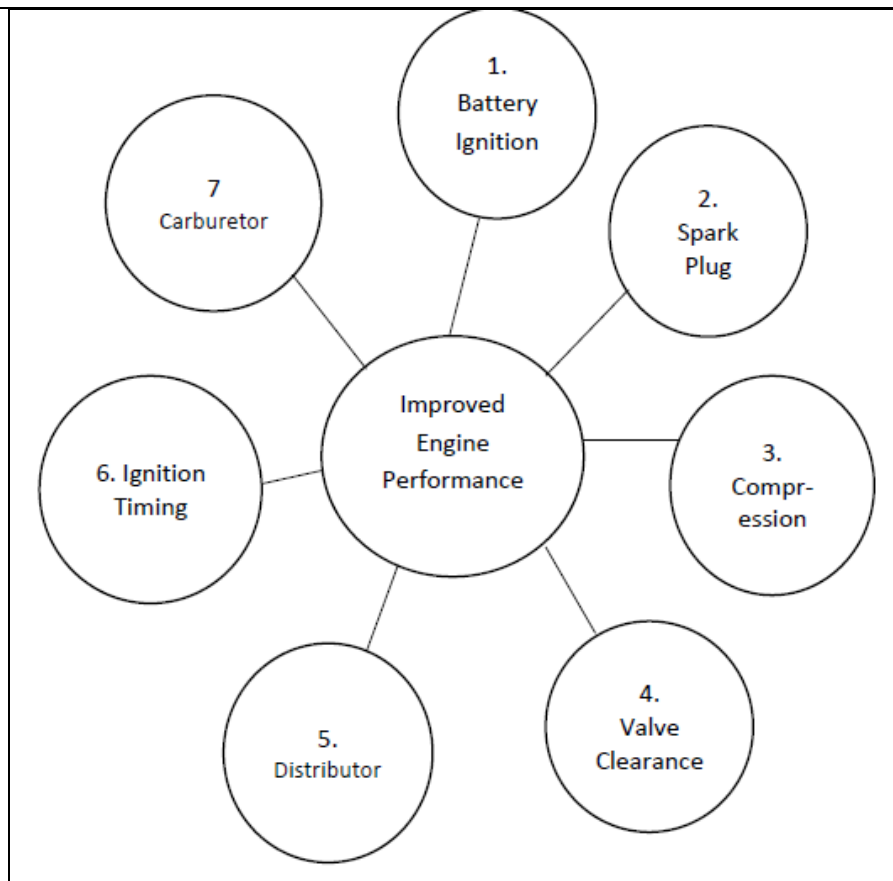 1.
Battery
Ignition
2.
Spark
Plug
3.
Compr-
ession
4.
Valve
Clearance
5.
Distributor
6. Ignition
Timing
7
Carburetor
Improved
Engine
Performance